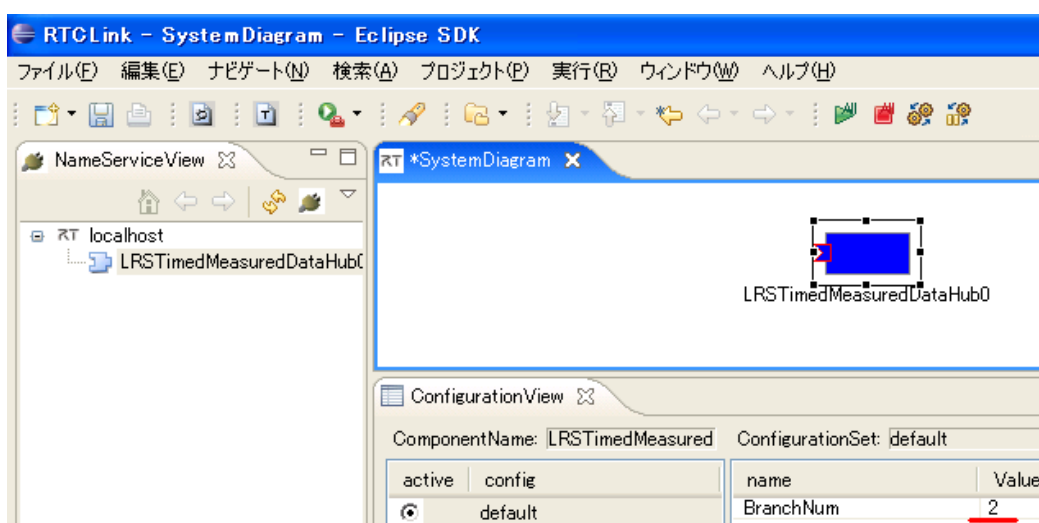 RTCLink - SystemDiagram - Eclipse SDK
ファイル(F) 編集(E) ナビゲート(N) 検索(A) プロジェクト(P) 実行(R) ウィンドウ(W) ヘルプ(H)
NameServiceView
RT *SystemDiagram
RT localhost
LRSTimedMeasuredDataHub0
LRSTimedMeasuredDataHub0
ConfigurationView
ComponentName: LRSTimedMeasured ConfigurationSet: default
active config name Value
default BranchNum 2